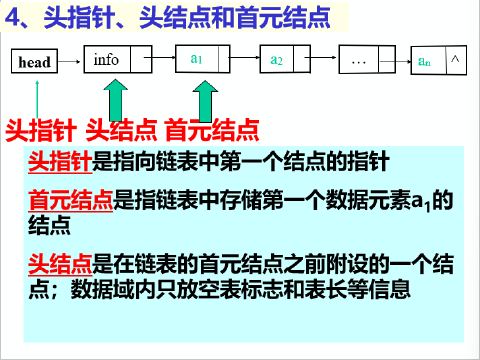 4、头指针、头结点和首元结点
head info a1 a2 … an ^
头指针 头结点 首元结点
头指针是指向链表中第一个结点的指针
首元结点是指链表中存储第一个数据元素a1的
结点
头结点是在链表的首元结点之前附设的一个结
点；数据域内只放空表标志和表长等信息